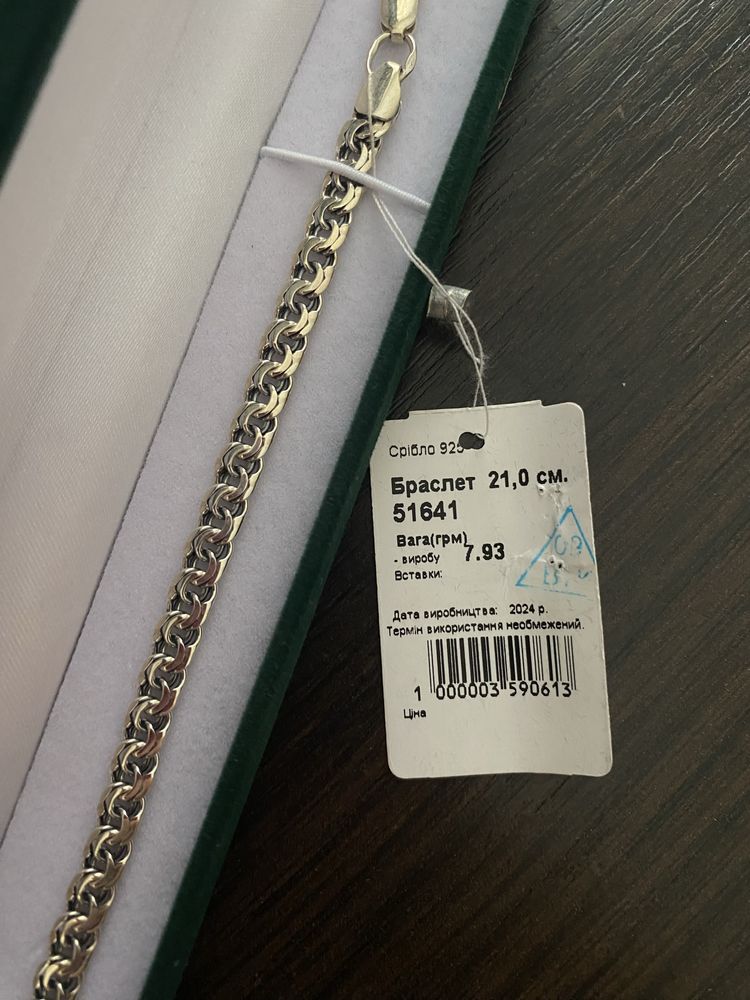 Срібло 925
Браслет 21,0 см.
51641
Вага(грм)
- виробу 7.93
Вставки:
Дата виробництва: 2024 р.
Термін використання необмежений.
1 000003 590613
Ціна